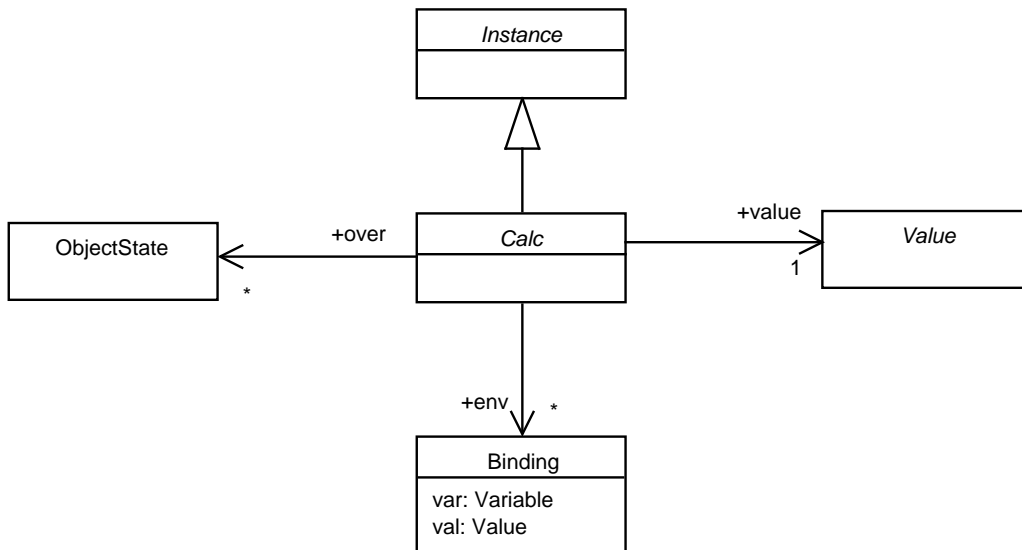 Instance
+over
ObjectState
*
Calc
+value
1
Value
+env
*
Binding
var: Variable
val: Value